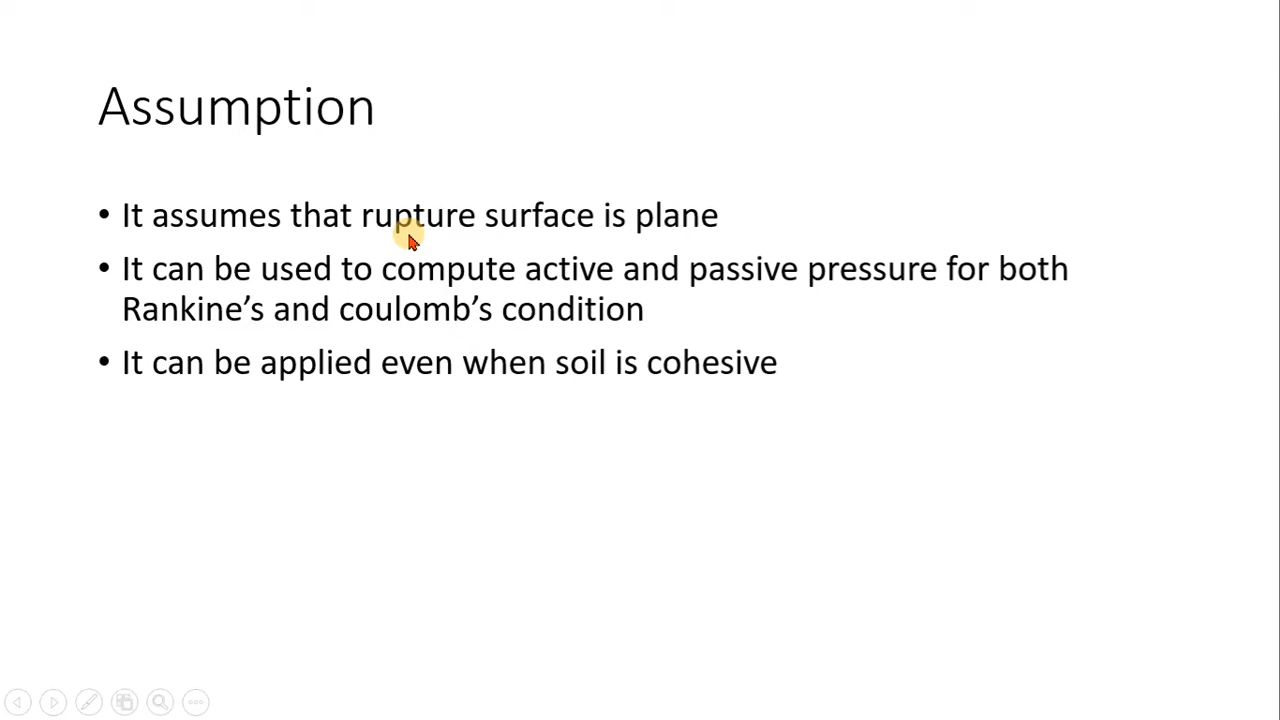 Assumption
• It assumes that rupture surface is plane
• It can be used to compute active and passive pressure for both
Rankine’s and coulomb’s condition
• It can be applied even when soil is cohesive